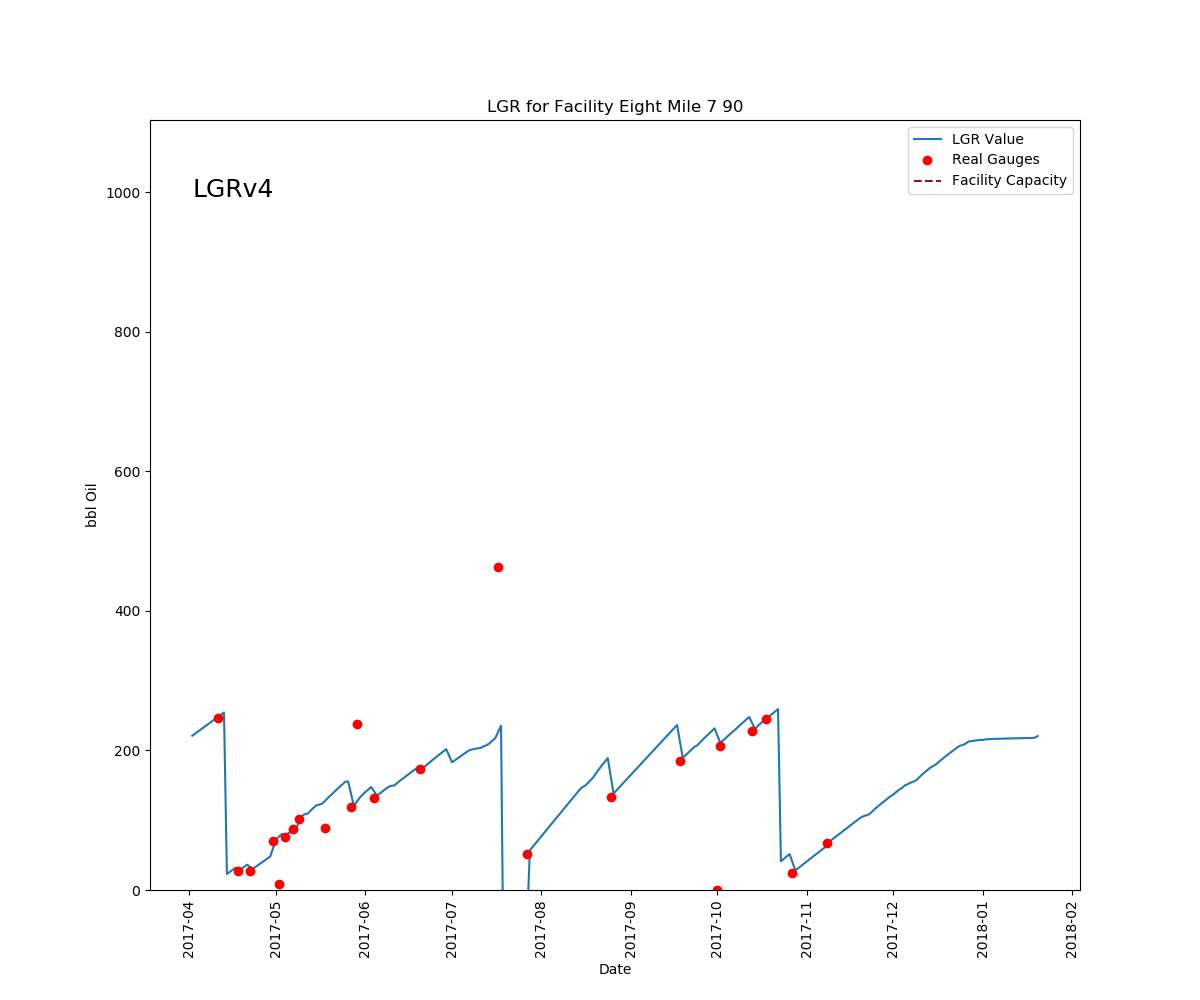 LGR for Facility Eight Mile 7 90
LGR Value
Real Gauges
Facility Capacity
LGRv4
1000
800
600
400
200
0
bbl Oil
2017-04
2017-05
2017-06
2017-07
2017-08
2017-09
2017-10
2017-11
2017-12
2018-01
2018-02
Date